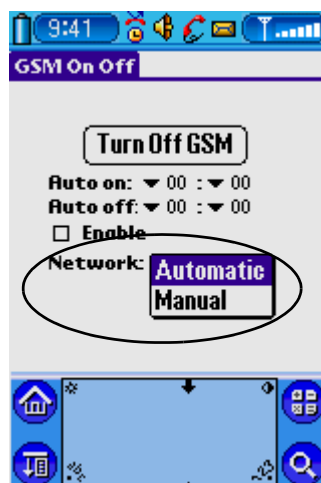 9:41
GSM On Off
Turn Off GSM
Auto on: 00 : 00
Auto off: 00 : 00
Enable
Network: Automatic
Manual